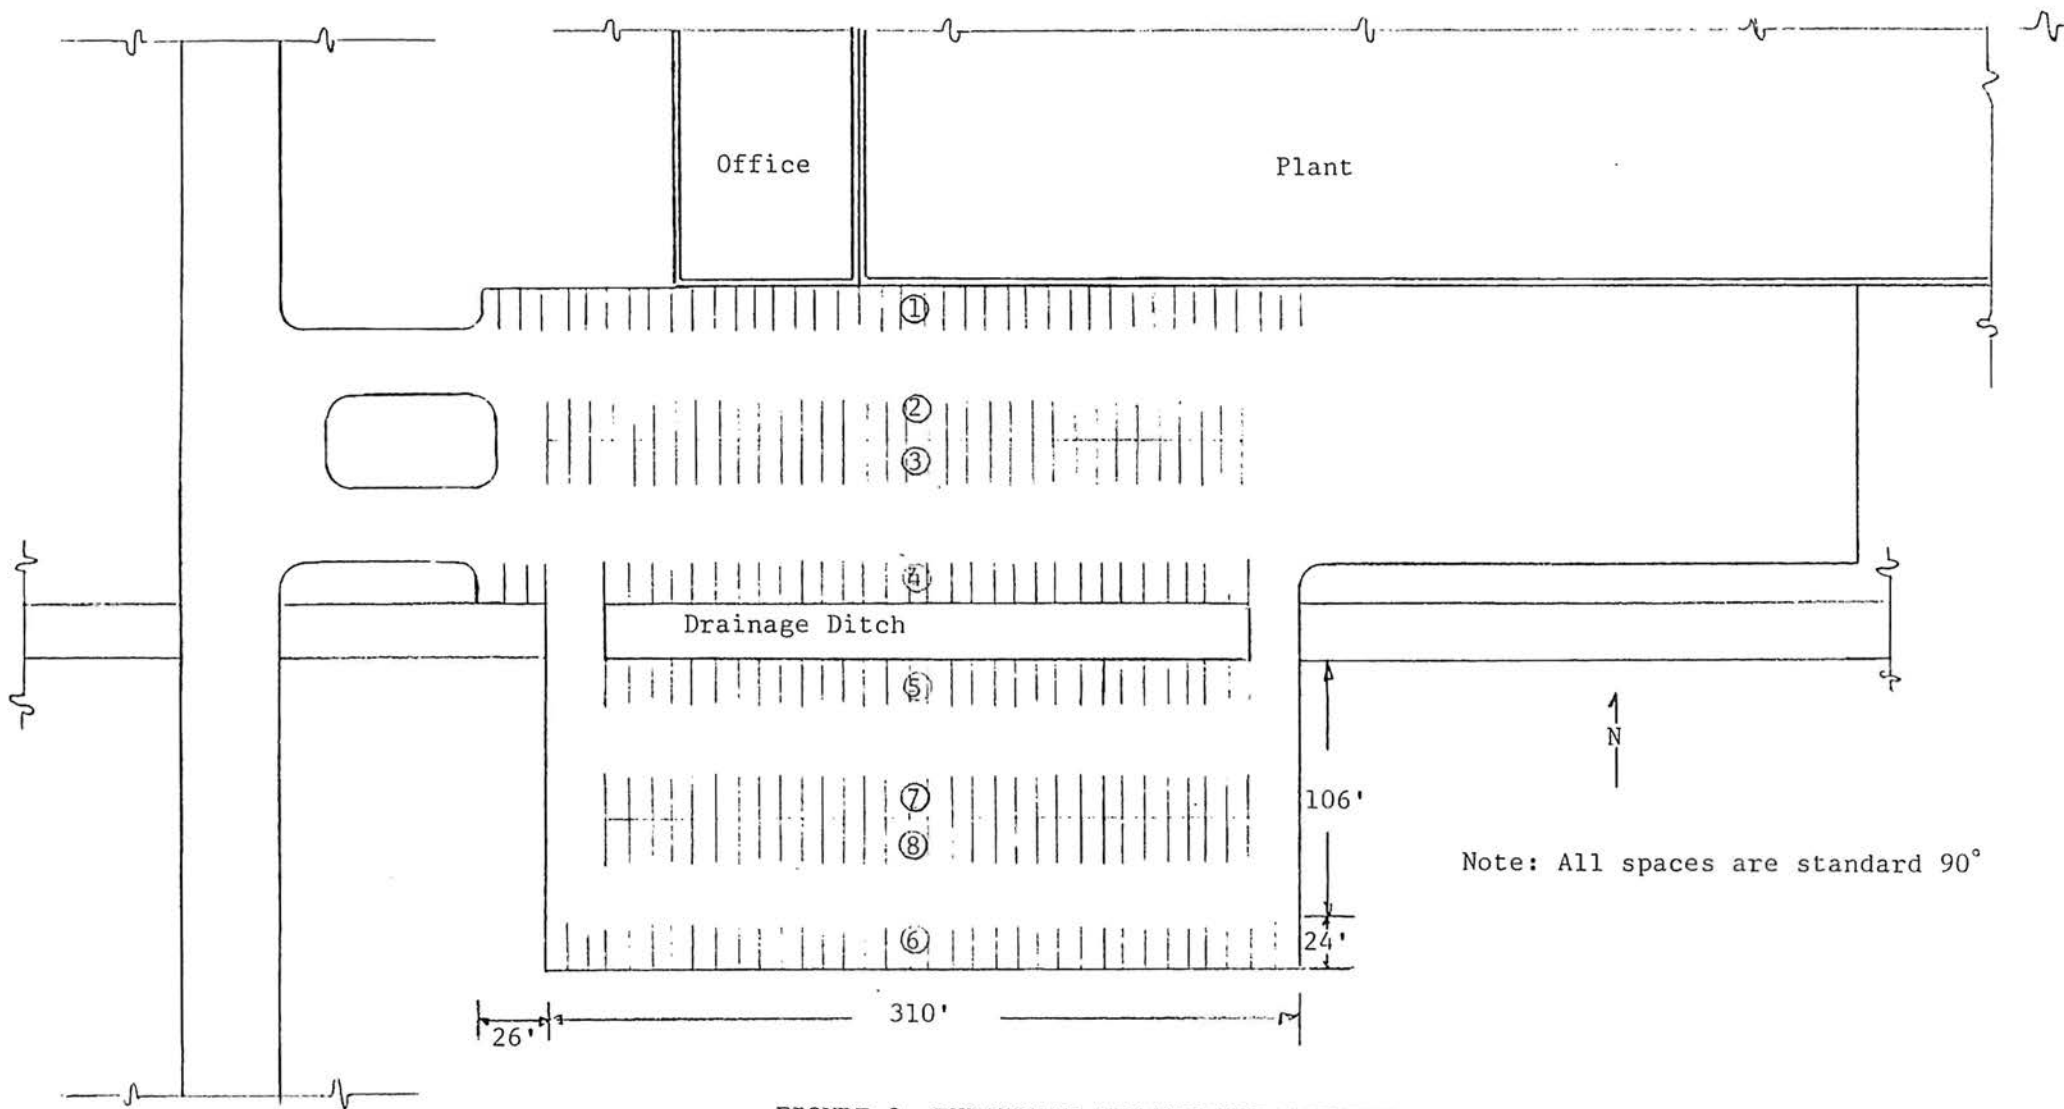 Office
Plant
①
②
③
④
Drainage Ditch
⑤
N
⑦
106'
⑧
Note: All spaces are standard 90°
⑥
24'
310'
26'